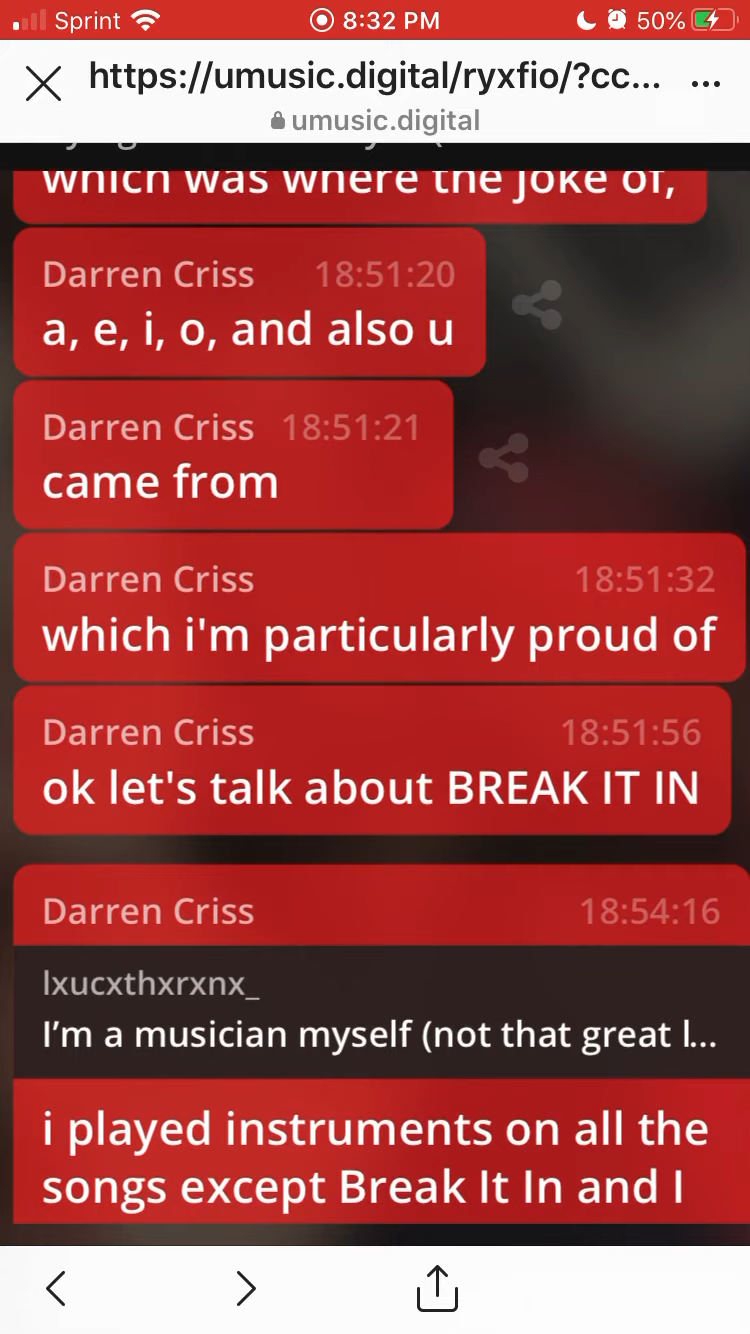 Sprint 8:32 PM 50%
https://umusic.digital/ryxfio/?cc... ...
umusic.digital
which was where the joke of,
Darren Criss 18:51:20
a, e, i, o, and also u
Darren Criss 18:51:21
came from
Darren Criss 18:51:32
which i'm particularly proud of
Darren Criss 18:51:56
ok let's talk about BREAK IT IN
Darren Criss 18:54:16
lxucxthxrxnx_
I’m a musician myself (not that great l...
i played instruments on all the
songs except Break It In and I